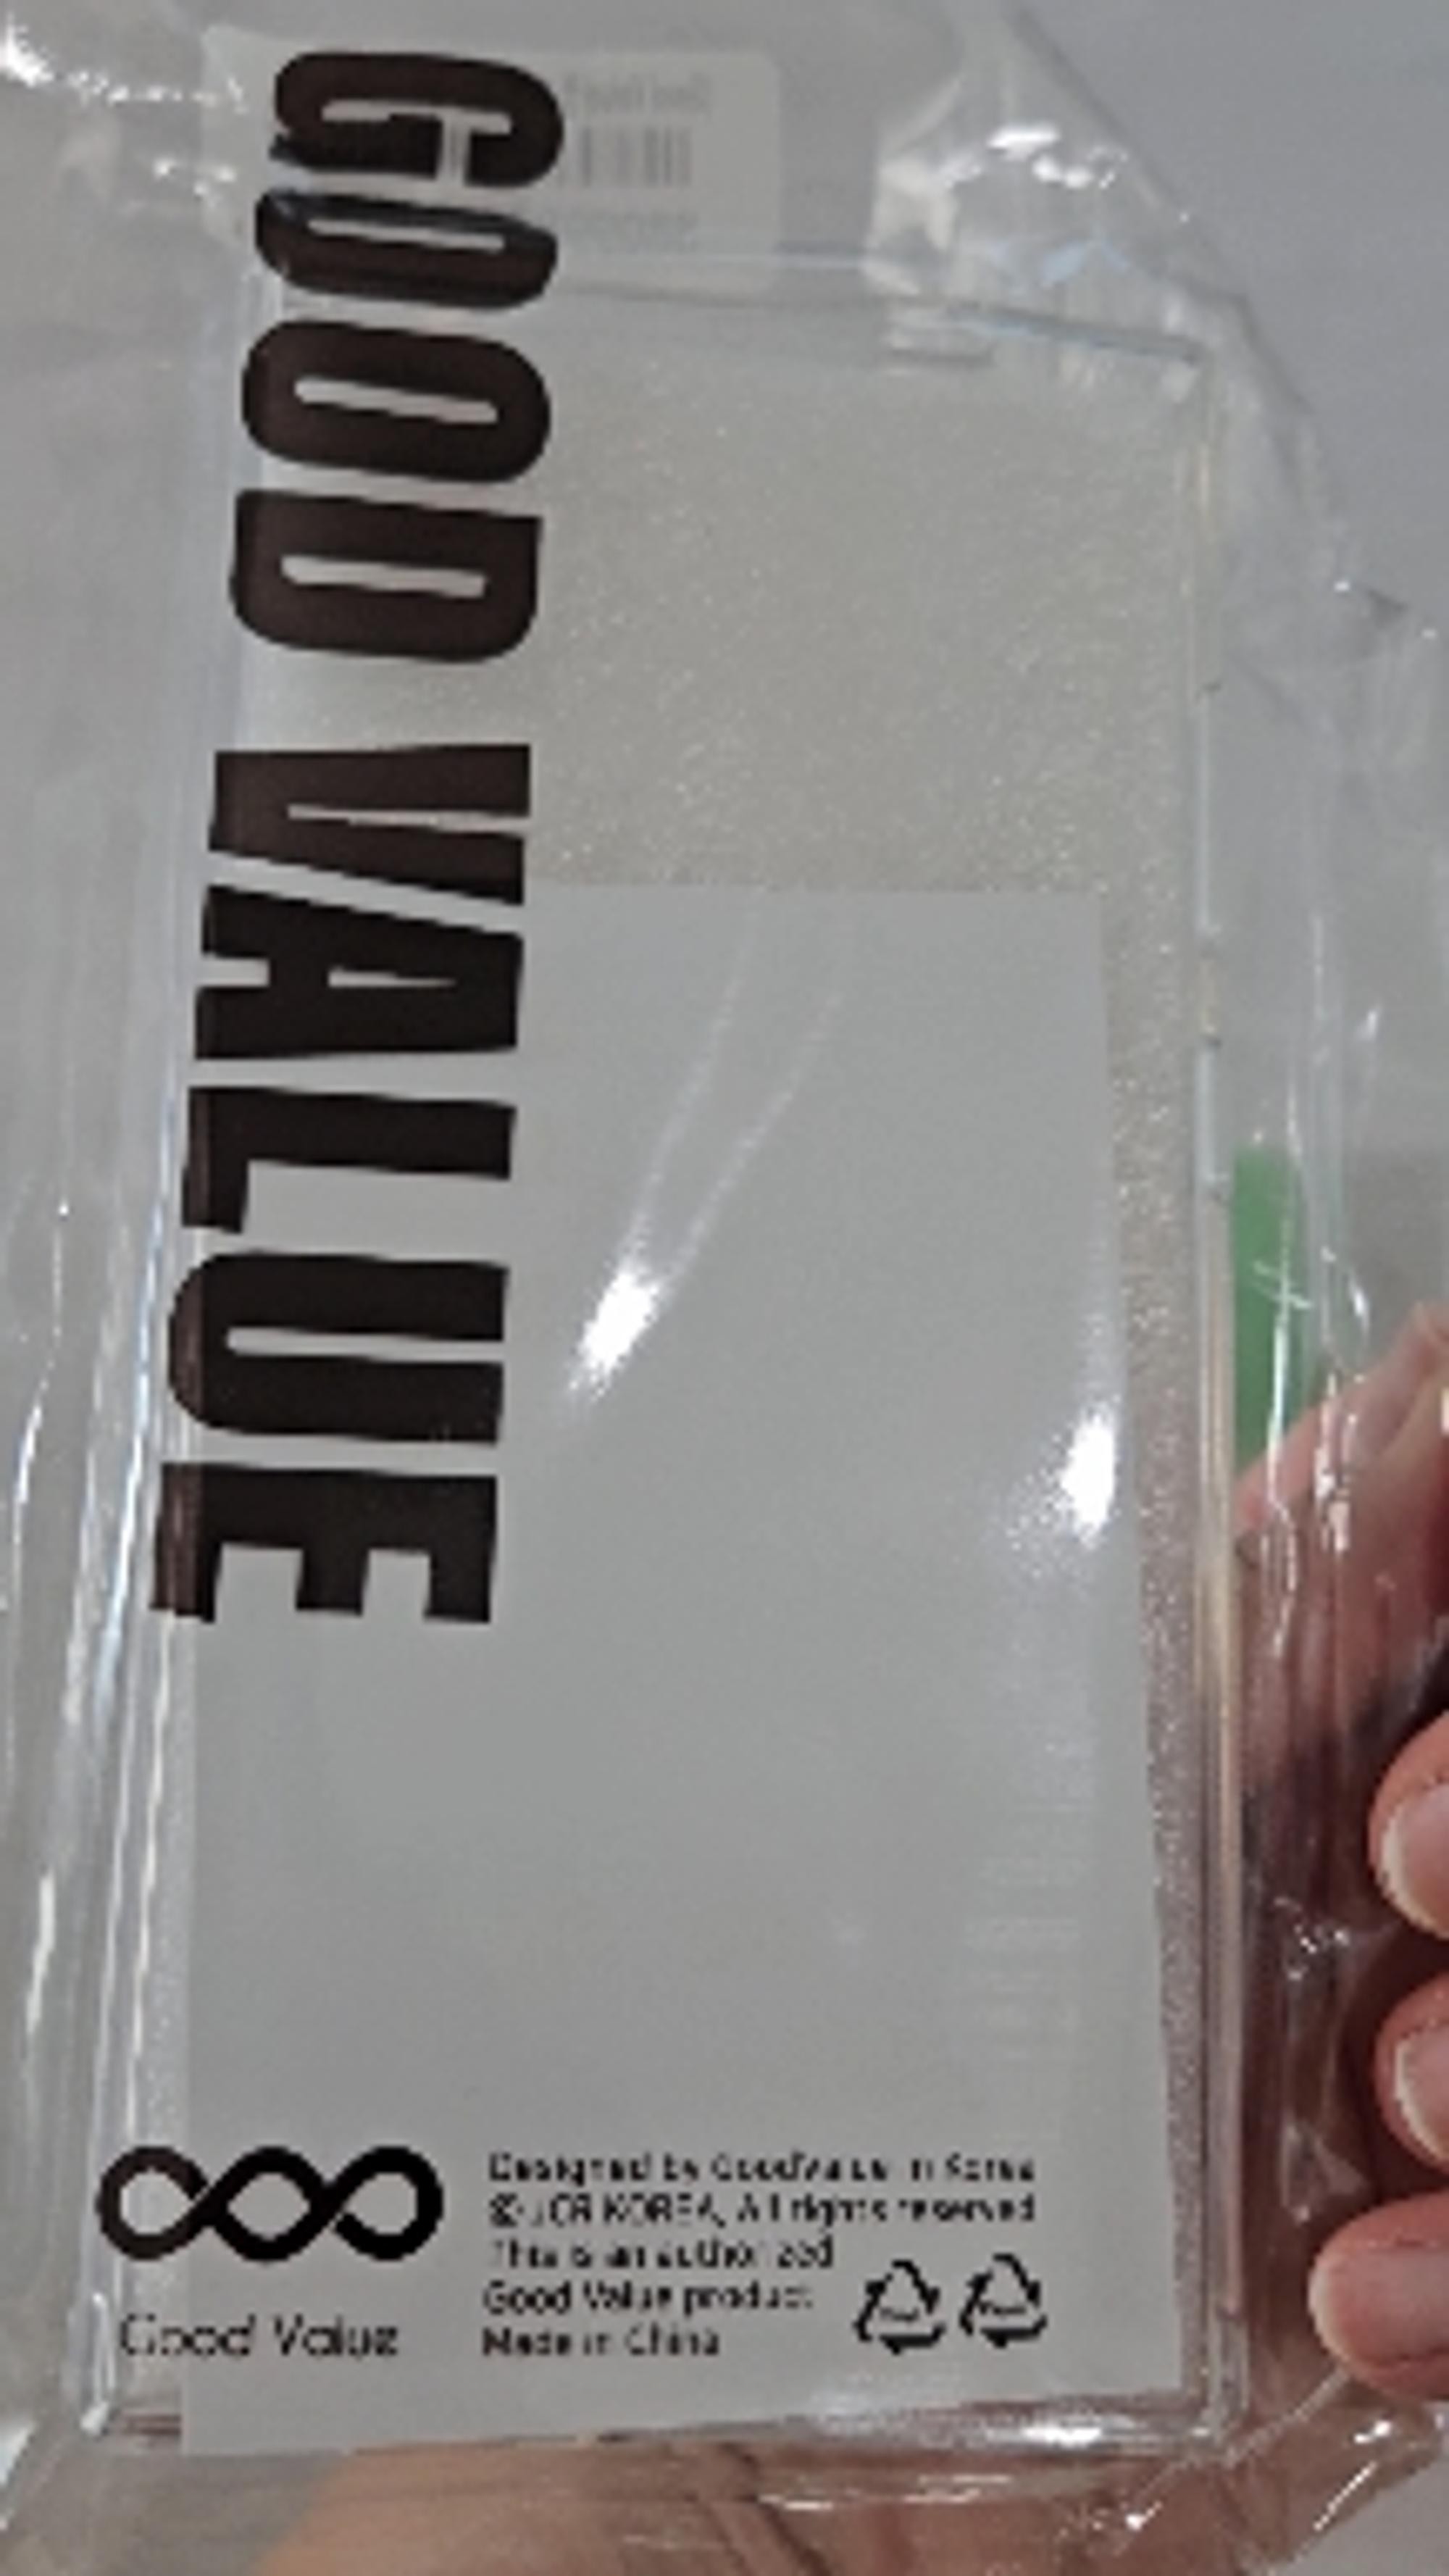 GOOD VALUE
Good Value
Designed by Goodvalue in Korea
KOREA, All rights reserved
This is an authorized
Good Value product
Made in China